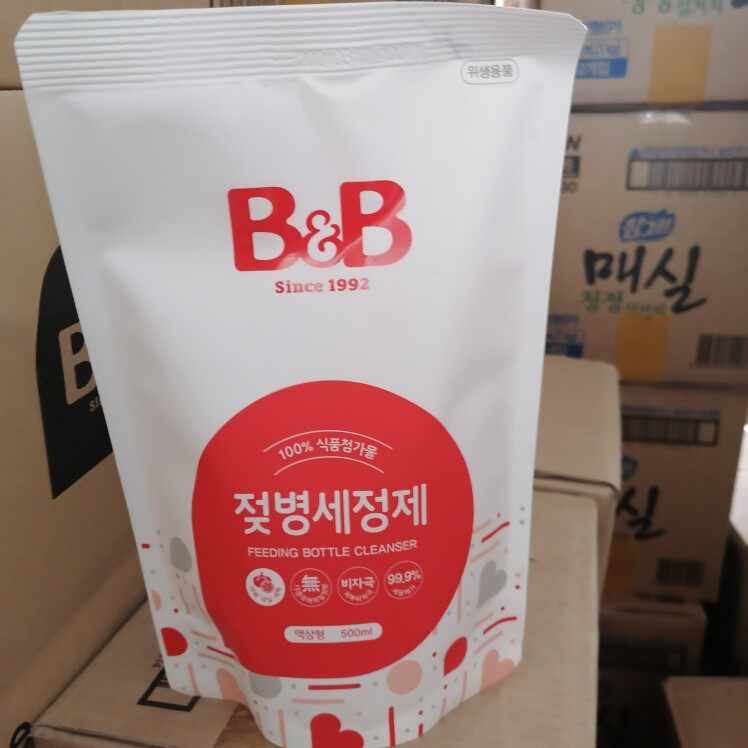 위생용품
B&B
Since 1992
100% 식품첨가물
젖병세정제
FEEDING BOTTLE CLEANSER
無
비자극
99.9%
액상형 500ml
매실
실